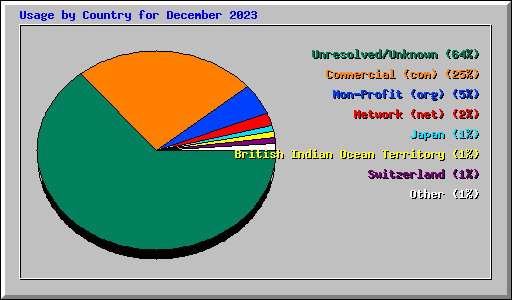 Usage by Country for December 2023
Unresolved/Unknown (64%)
Commercial (com) (25%)
Non-Profit (org) (5%)
Network (net) (2%)
Japan (1%)
British Indian Ocean Territory (1%)
Switzerland (1%)
Other (1%)